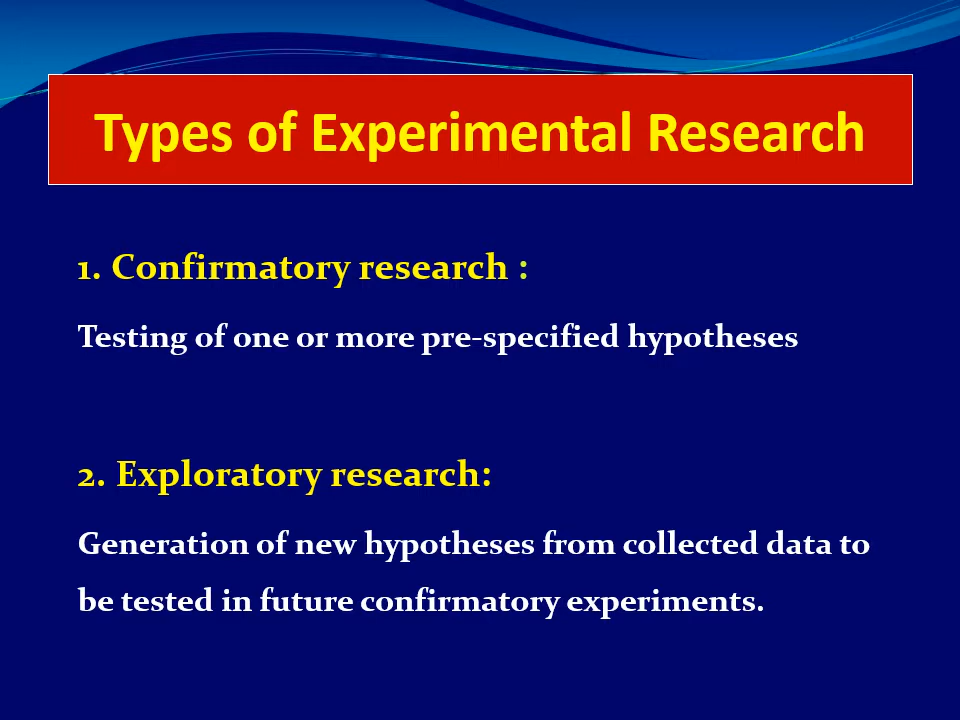 Types of Experimental Research
1. Confirmatory research :
Testing of one or more pre-specified hypotheses
2. Exploratory research:
Generation of new hypotheses from collected data to
be tested in future confirmatory experiments.